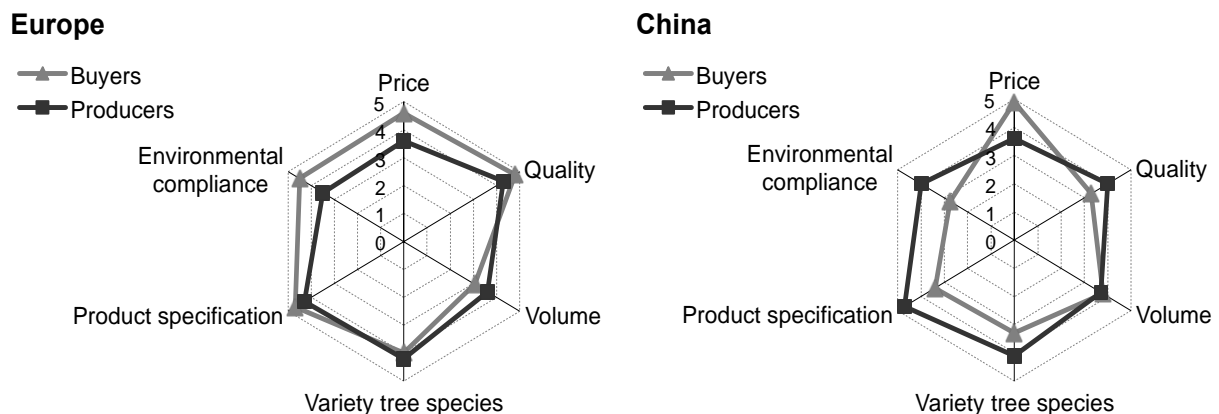 Europe
Buyers
Producers
Price
5
4
3
2
1
0
Environmental
compliance
Quality
Product specification
Volume
Variety tree species
China
Buyers
Producers
Price
5
4
3
2
1
0
Environmental
compliance
Quality
Product specification
Volume
Variety tree species